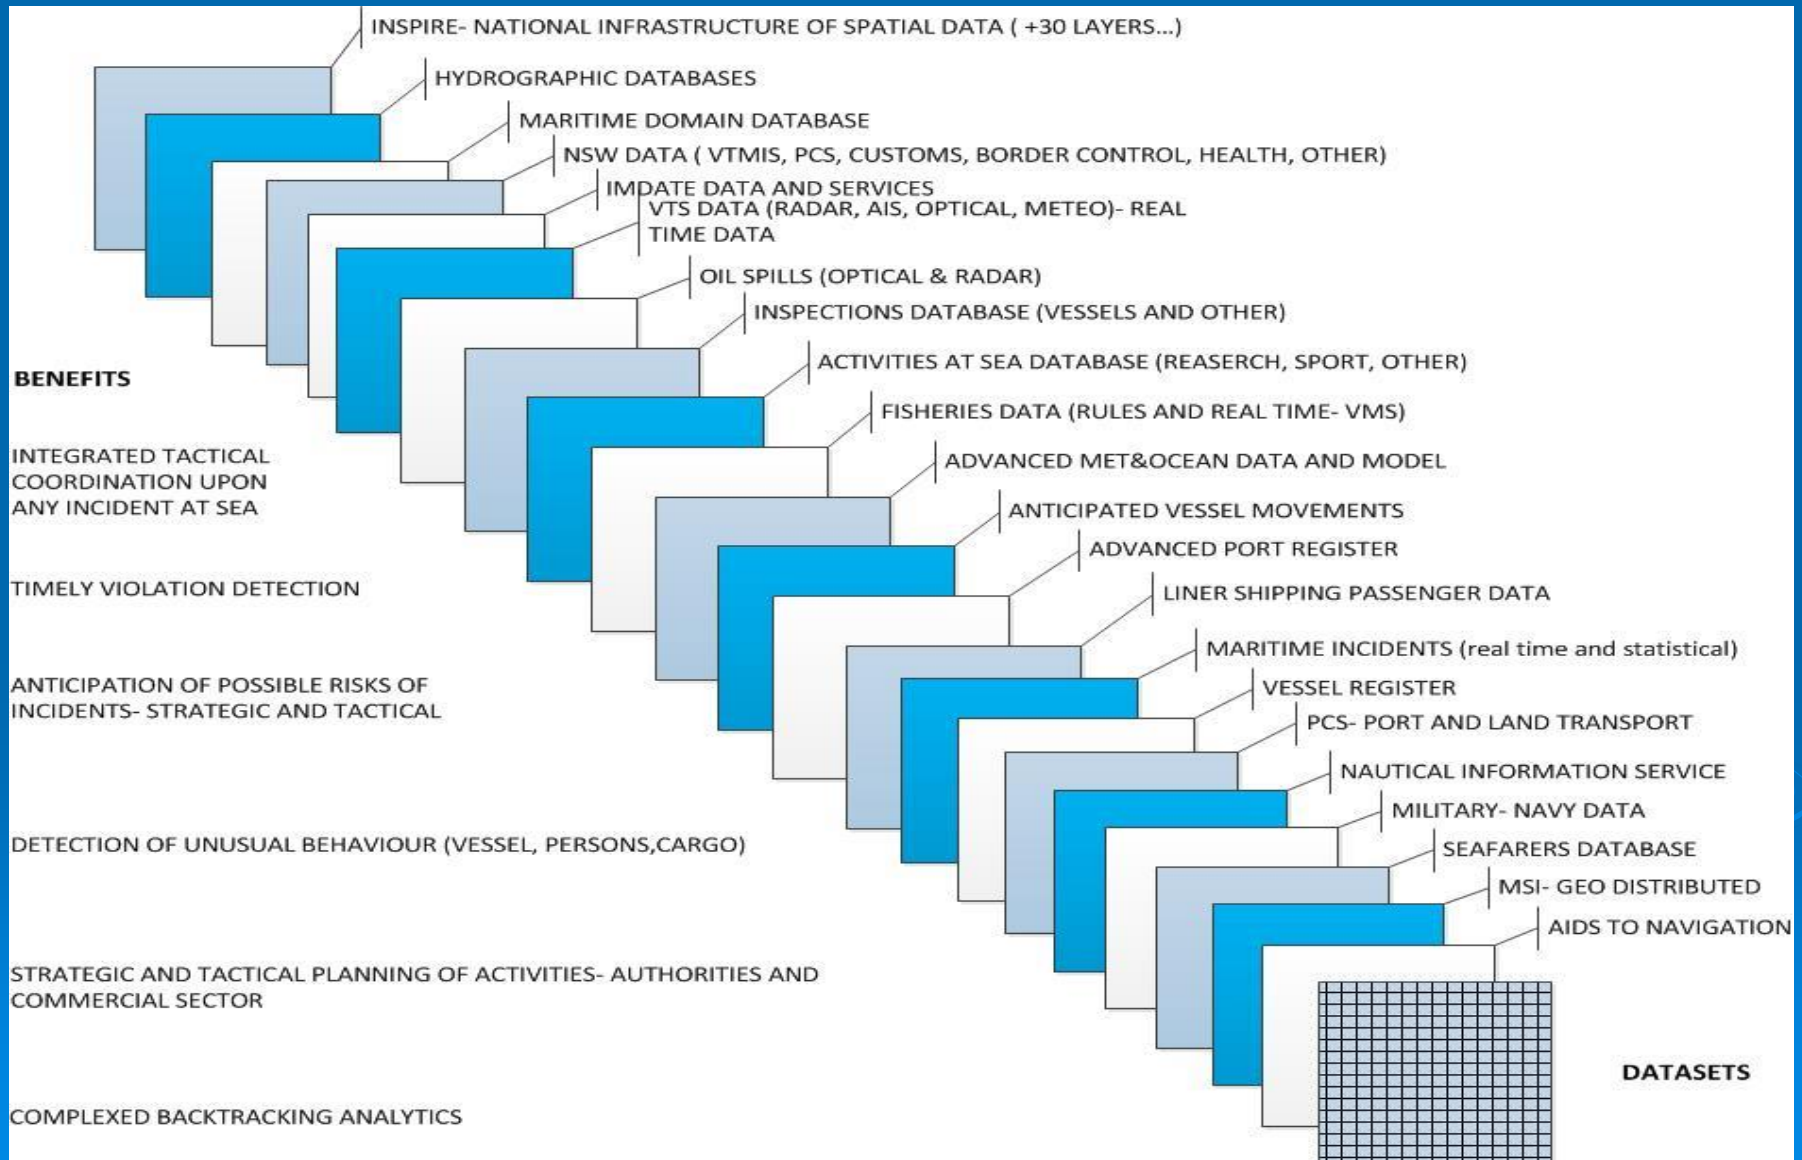 INSPIRE- NATIONAL INFRASTRUCTURE OF SPATIAL DATA ( +30 LAYERS...)
HYDROGRAPHIC DATABASES
MARITIME DOMAIN DATABASE
NSW DATA ( VTMIS, PCS, CUSTOMS, BORDER CONTROL, HEALTH, OTHER)
IMDATE DATA AND SERVICES
VTS DATA (RADAR, AIS, OPTICAL, METEO)- REAL
TIME DATA
OIL SPILLS (OPTICAL & RADAR)
INSPECTIONS DATABASE (VESSELS AND OTHER)
ACTIVITIES AT SEA DATABASE (REASERCH, SPORT, OTHER)
FISHERIES DATA (RULES AND REAL TIME- VMS)
ADVANCED MET&OCEAN DATA AND MODEL
ANTICIPATED VESSEL MOVEMENTS
ADVANCED PORT REGISTER
LINER SHIPPING PASSENGER DATA
MARITIME INCIDENTS (real time and statistical)
VESSEL REGISTER
PCS- PORT AND LAND TRANSPORT
NAUTICAL INFORMATION SERVICE
MILITARY- NAVY DATA
SEAFARERS DATABASE
MSI- GEO DISTRIBUTED
AIDS TO NAVIGATION
DATASETS
BENEFITS
INTEGRATED TACTICAL
COORDINATION UPON
ANY INCIDENT AT SEA
TIMELY VIOLATION DETECTION
ANTICIPATION OF POSSIBLE RISKS OF
INCIDENTS- STRATEGIC AND TACTICAL
DETECTION OF UNUSUAL BEHAVIOUR (VESSEL, PERSONS,CARGO)
STRATEGIC AND TACTICAL PLANNING OF ACTIVITIES- AUTHORITIES AND
COMMERCIAL SECTOR
COMPLEXED BACKTRACKING ANALYTICS